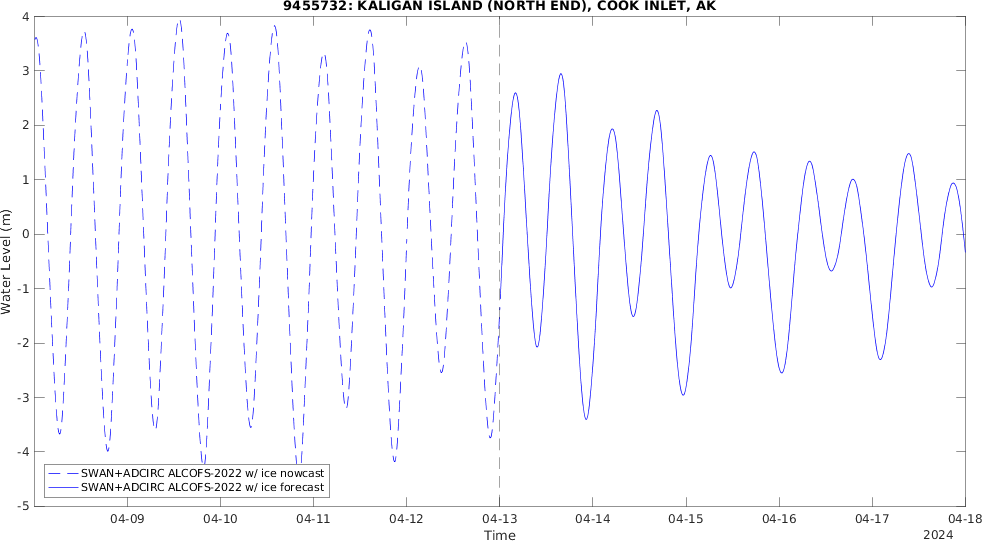 9455732: KALIGAN ISLAND (NORTH END), COOK INLET, AK
Water Level (m)
4
3
2
1
0
-1
-2
-3
-4
-5
SWAN+ADCIRC ALCOFS-2022 w/ ice nowcast
SWAN+ADCIRC ALCOFS-2022 w/ ice forecast
04-09 04-10 04-11 04-12 04-13 04-14 04-15 04-16 04-17 04-18
Time
2024